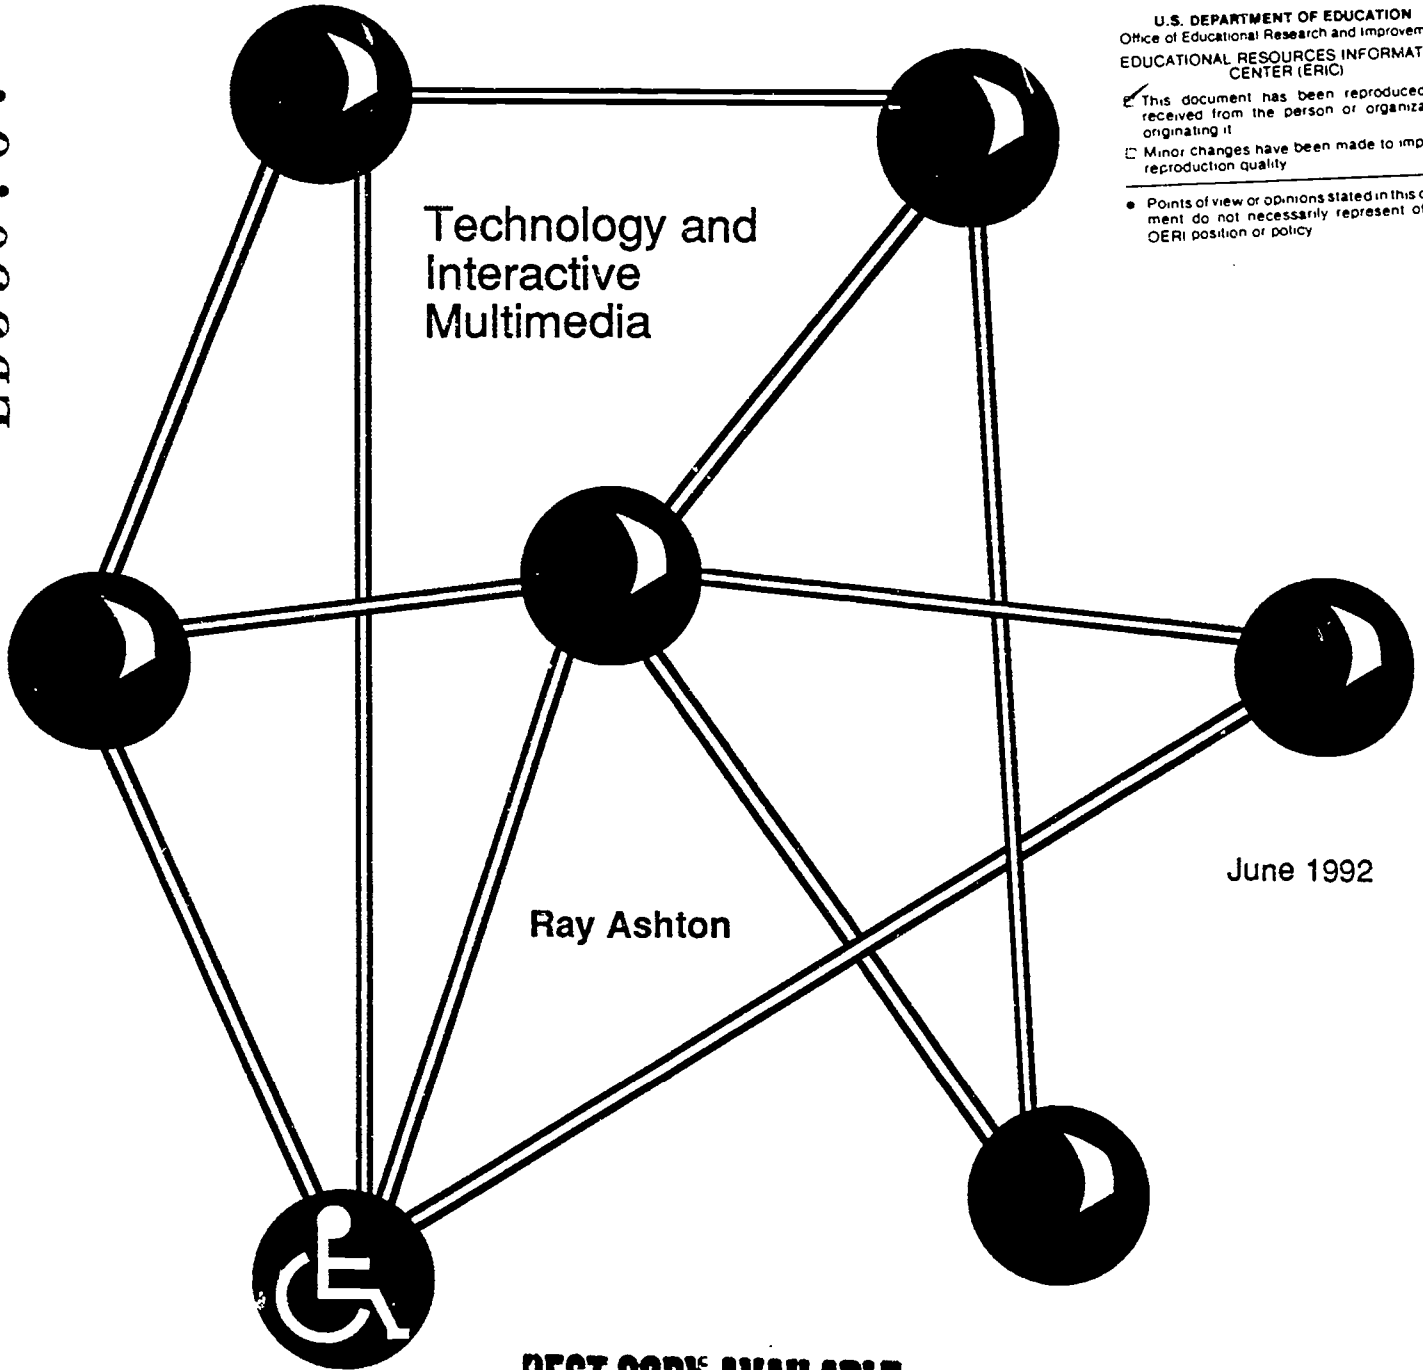 U.S. DEPARTMENT OF EDUCATION
Office of Educational Research and Improvem
EDUCATIONAL RESOURCES INFORMAT
CENTER (ERIC)
This document has been reproduced
received from the person or organiza
originating it
Minor changes have been made to imp
reproduction quality
• Points of view or opinions stated in this d
ment do not necessarily represent of
OERI position or policy
Technology and
Interactive
Multimedia
June 1992
Ray Ashton
BEST COPY AVAILABLE